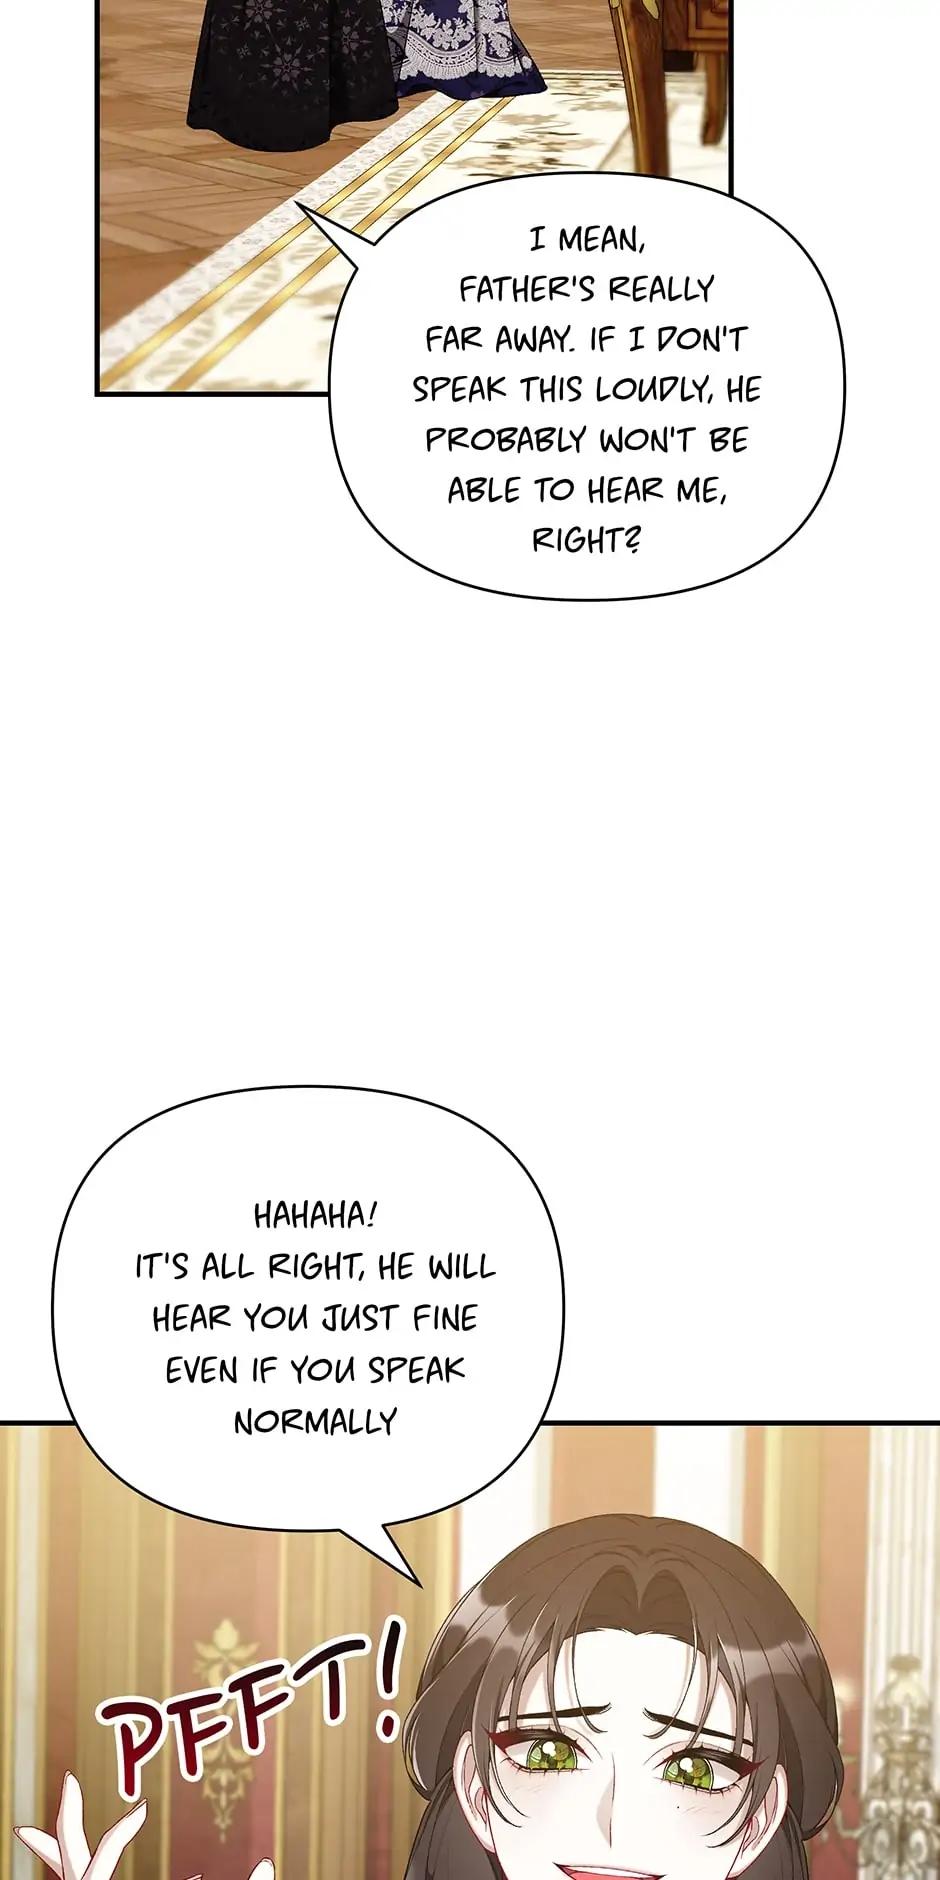 I MEAN,
FATHER'S REALLY
FAR AWAY. IF I DON'T
SPEAK THIS LOUDLY, HE
PROBABLY WON'T BE
ABLE TO HEAR ME,
RIGHT?
HAHAHA!
IT'S ALL RIGHT, HE WILL
HEAR YOU JUST FINE
EVEN IF YOU SPEAK
NORMALLY
PFFT!